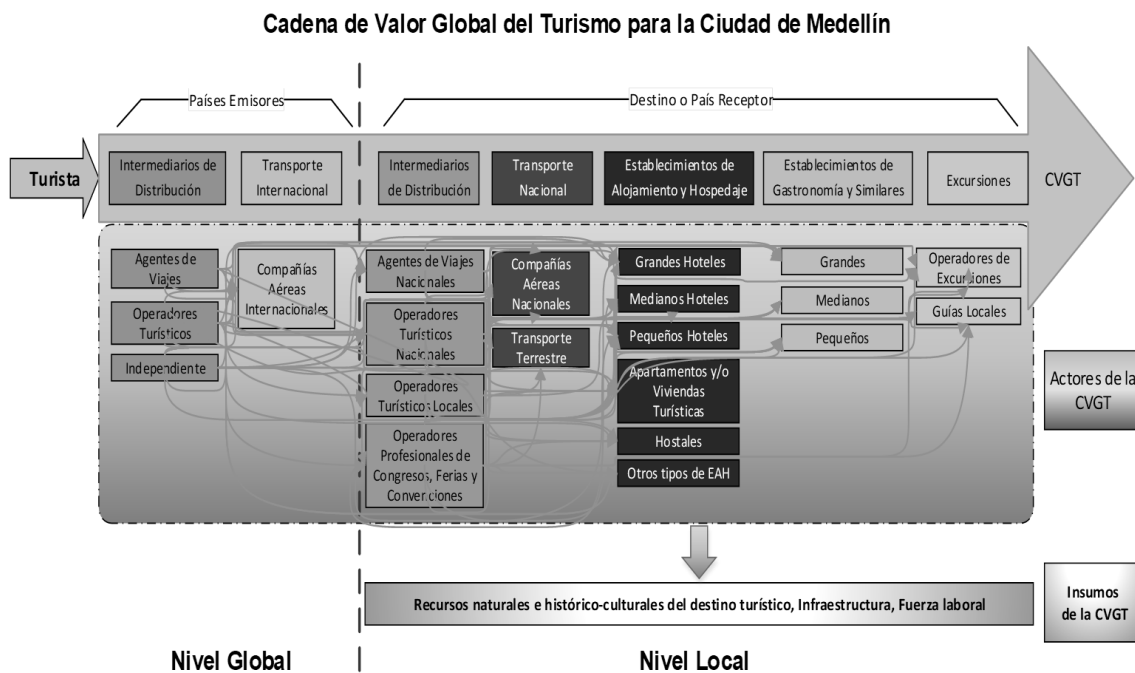 Cadena de Valor Global del Turismo para la Ciudad de Medellín
Países Emisores
Destino o País Receptor
Turista
Intermediarios de
Distribución
Transporte
Internacional
Intermediarios
de Distribución
Transporte
Nacional
Establecimientos de
Alojamiento y Hospedaje
Establecimientos de
Gastronomía y Similares
Excursiones
CVGT
Agentes de
Viajes
Operadores
Turísticos
Independiente
Compañías
Aéreas
Internacionales
Agentes de Viajes
Nacionales
Operadores
Turísticos
Nacionales
Operadores
Turísticos Locales
Operadores
Profesionales de
Congresos, Ferias y
Convenciones
Compañías
Aéreas
Nacionales
Transporte
Terrestre
Grandes Hoteles
Medianos Hoteles
Pequeños Hoteles
Apartamentos y/o
Viviendas
Turísticas
Hostales
Otros tipos de EAH
Grandes
Medianos
Pequeños
Operadores de
Excursiones
Guías Locales
Actores de la
CVGT
Recursos naturales e histórico-culturales del destino turístico, Infraestructura, Fuerza laboral
Insumos
de la CVGT
Nivel Global
Nivel Local